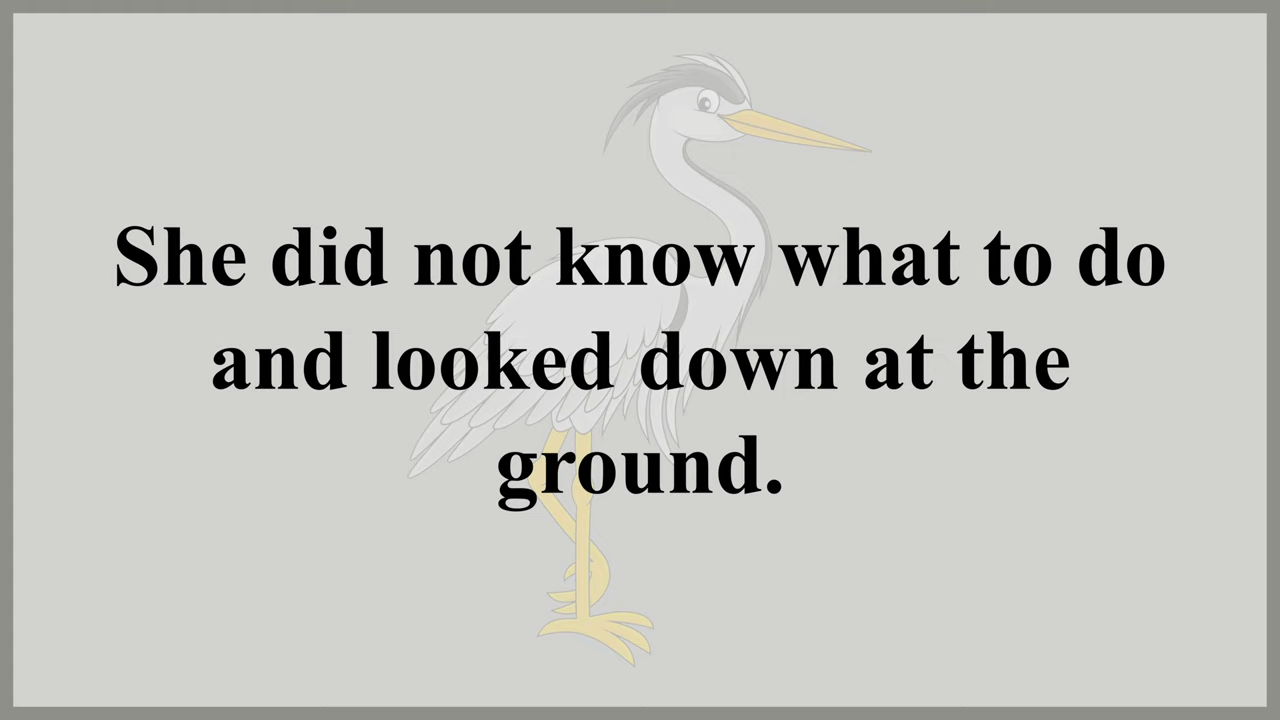 She did not know what to do
and looked down at the
ground.